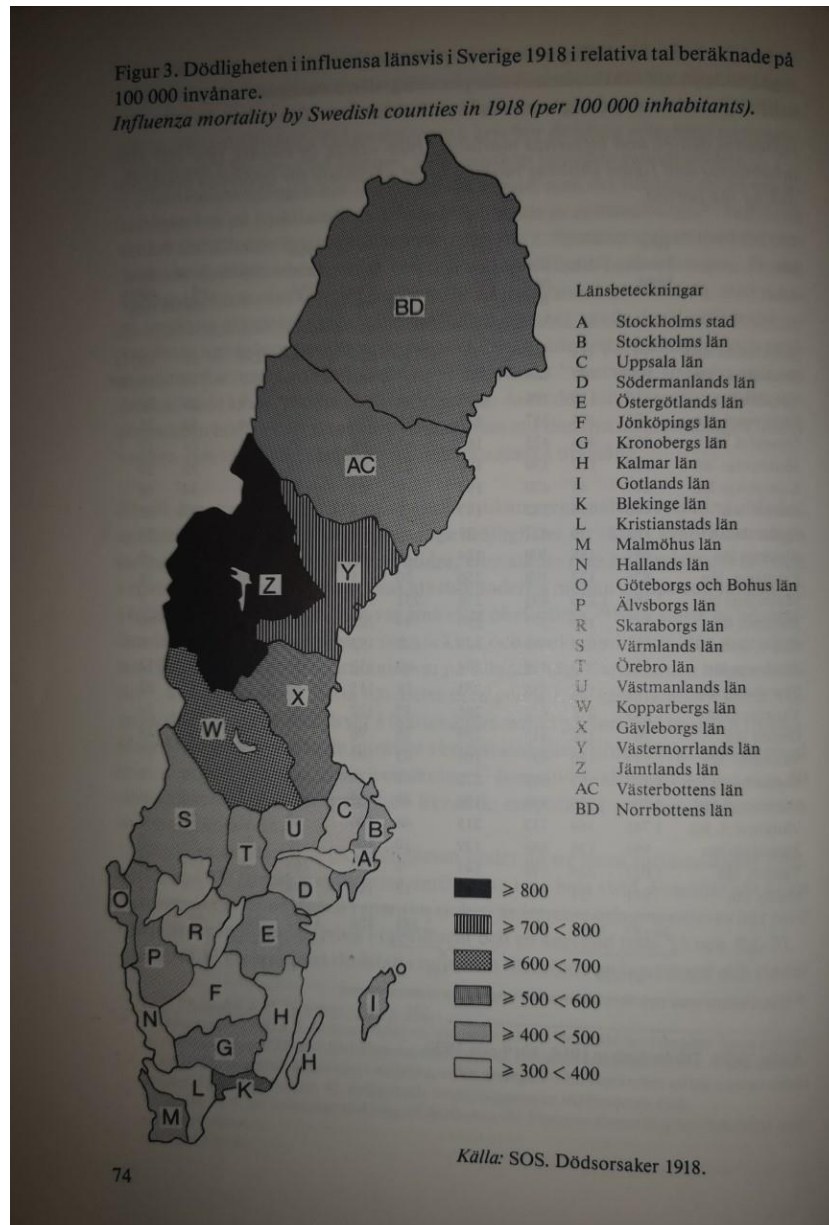 Figur 3. Dödligheten i influensa länsvis i Sverige 1918 i relativa tal beräknade på
100 000 invånare.
Influenza mortality by Swedish counties in 1918 (per 100 000 inhabitants).
BD
AC
Z
Y
X
W
S
T
U
C
B
A
D
O
R
E
P
F
N
H
I
G
H
L
K
M
Länsbeteckningar
A Stockholms stad
B Stockholms län
C Uppsala län
D Södermanlands län
E Östergötlands län
F Jönköpings län
G Kronobergs län
H Kalmar län
I Gotlands län
K Blekinge län
L Kristianstads län
M Malmöhus län
N Hallands län
O Göteborgs och Bohus län
P Älvsborgs län
R Skaraborgs län
S Värmlands län
T Örebro län
U Västmanlands län
W Kopparbergs län
X Gävleborgs län
Y Västernorrlands län
Z Jämtlands län
AC Västerbottens län
BD Norrbottens län
⩾ 800
⩾ 700 < 800
⩾ 600 < 700
⩾ 500 < 600
⩾ 400 < 500
⩾ 300 < 400
Källa: SOS. Dödsorsaker 1918.
74